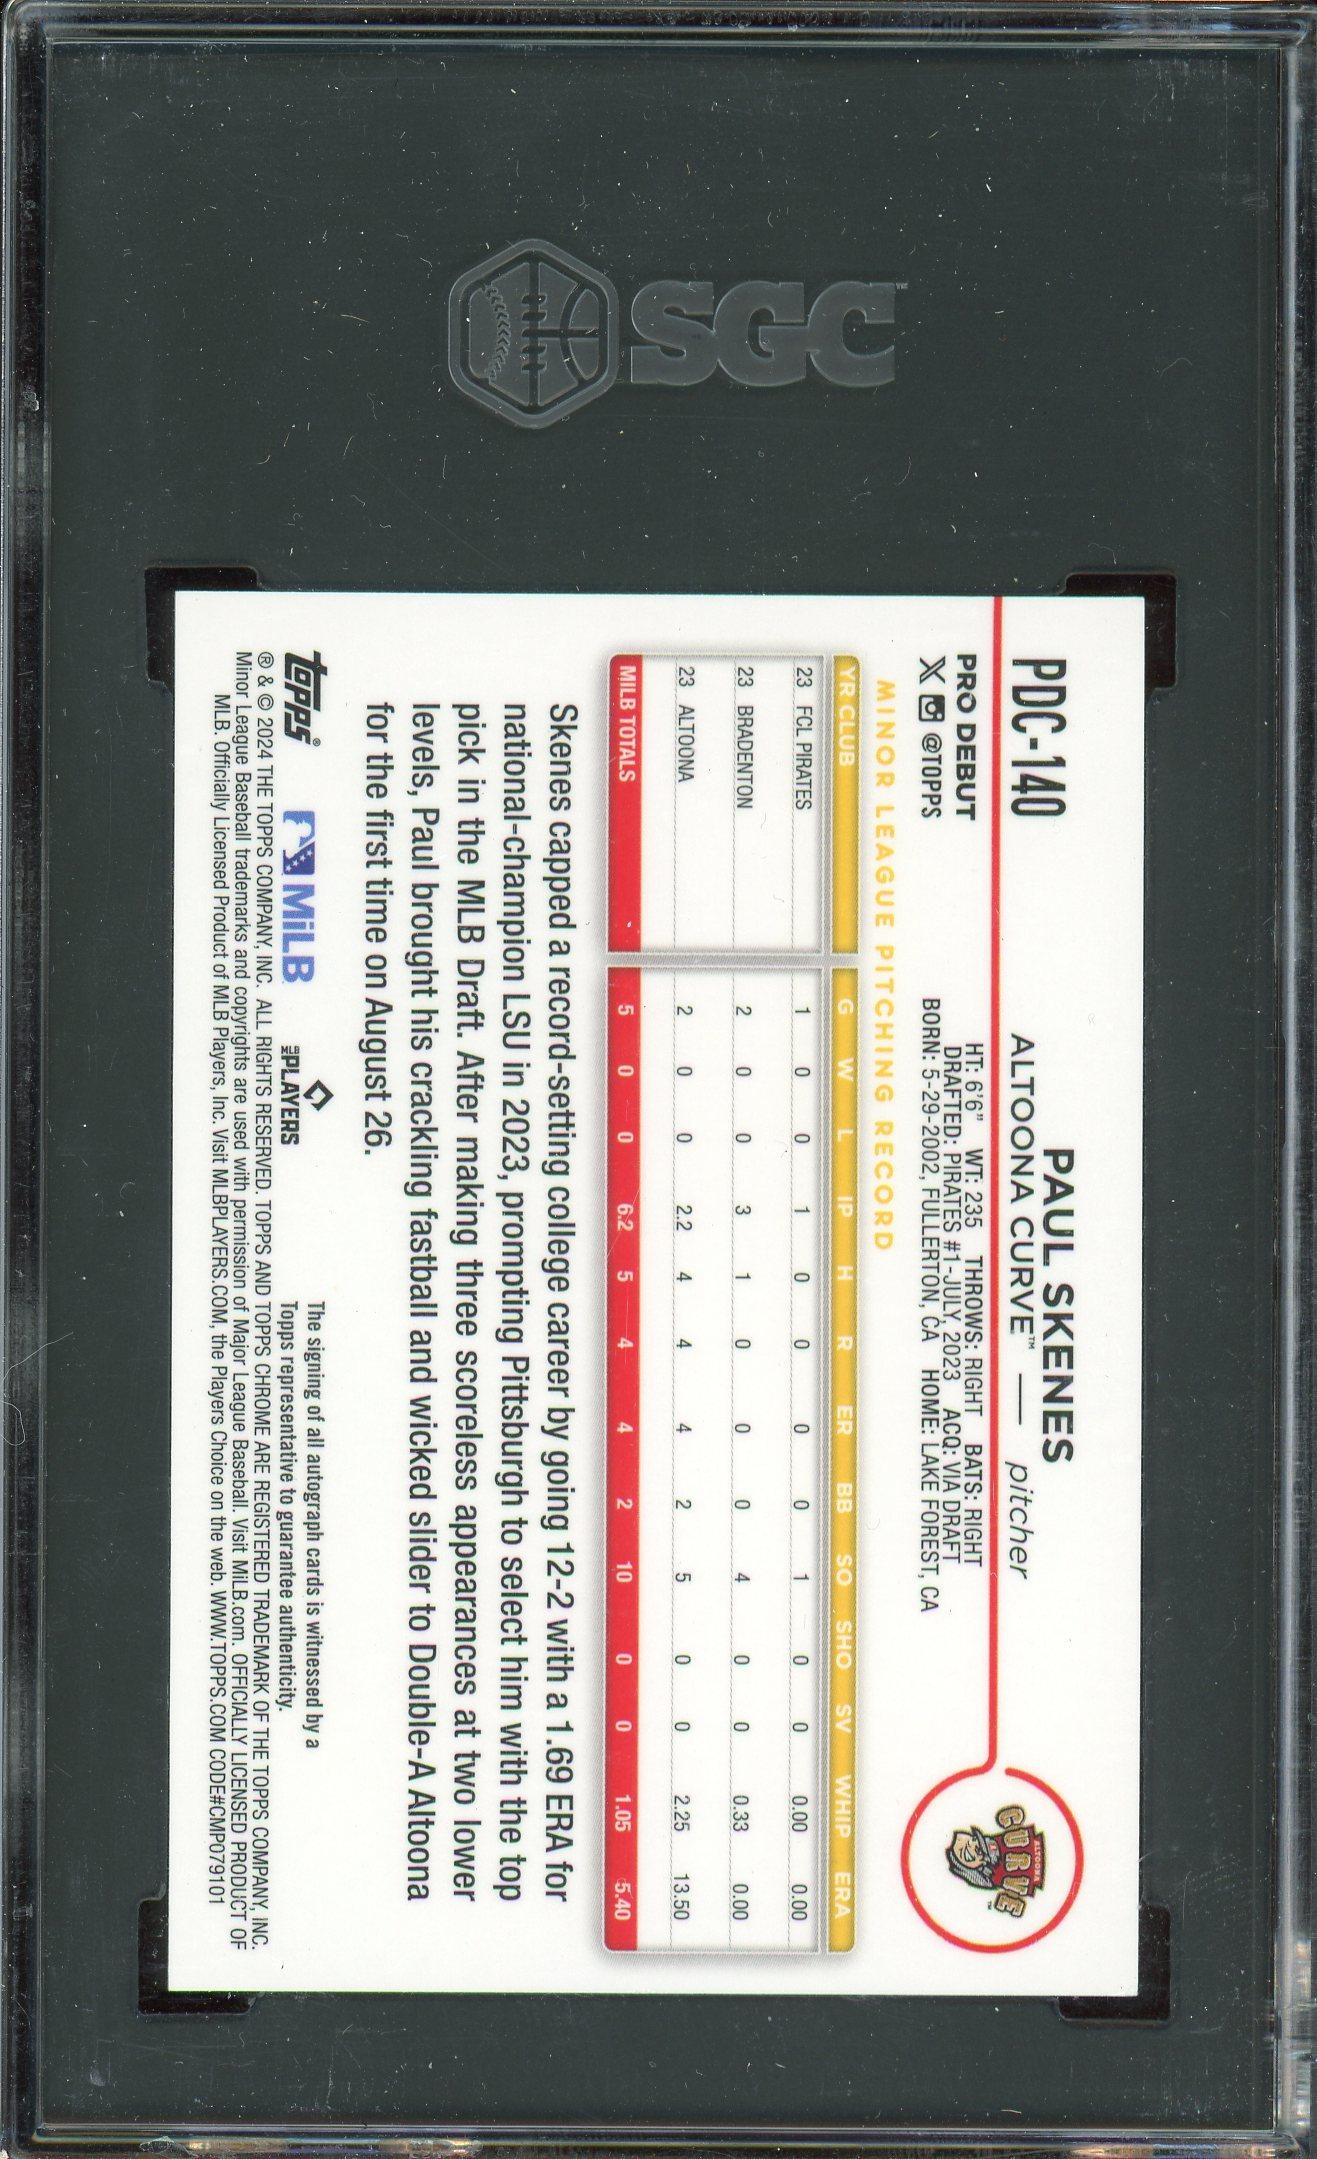 SGC™
PDC-140
PRO DEBUT
@TOPPS
PAUL SKENES
ALTOONA CURVE™ — pitcher
HT: 6'6" WT: 235 THROWS: RIGHT BATS: RIGHT
DRAFTED: PIRATES #1-JULY, 2023 ACQ: VIA DRAFT
BORN: 5-29-2002, FULLERTON, CA HOME: LAKE FOREST, CA
ALTOONA
CURVE™
MINOR LEAGUE PITCHING RECORD
YR CLUB G W L IP H R ER BB SO SHO SV WHIP ERA
23 FCL PIRATES 1 0 0 1 0 0 0 0 1 0 0 0.00 0.00
23 BRADENTON 2 0 0 3 1 0 0 0 4 0 0 0.33 0.00
23 ALTOONA 2 0 0 2.2 4 4 4 2 5 0 0 2.25 13.50
MILB TOTALS 5 0 0 6.2 5 4 4 2 10 0 0 1.05 5.40
Skenes capped a record-setting college career by going 12-2 with a 1.69 ERA for
national-champion LSU in 2023, prompting Pittsburgh to select him with the top
pick in the MLB Draft. After making three scoreless appearances at two lower
levels, Paul brought his crackling fastball and wicked slider to Double-A Altoona
for the first time on August 26.
topps®
MiLB
MLB PLAYERS
The signing of all autograph cards is witnessed by a
Topps representative to guarantee authenticity.
® & © 2024 THE TOPPS COMPANY, INC. ALL RIGHTS RESERVED. TOPPS AND TOPPS CHROME ARE REGISTERED TRADEMARK OF THE TOPPS COMPANY, INC.
Minor League Baseball trademarks and copyrights are used with permission of Major League Baseball. Visit MiLB.com. OFFICIALLY LICENSED PRODUCT OF
MLB. Officially Licensed Product of MLB Players, Inc. Visit MLBPLAYERS.COM, the Players Choice on the web. WWW.TOPPS.COM CODE#CMP079101